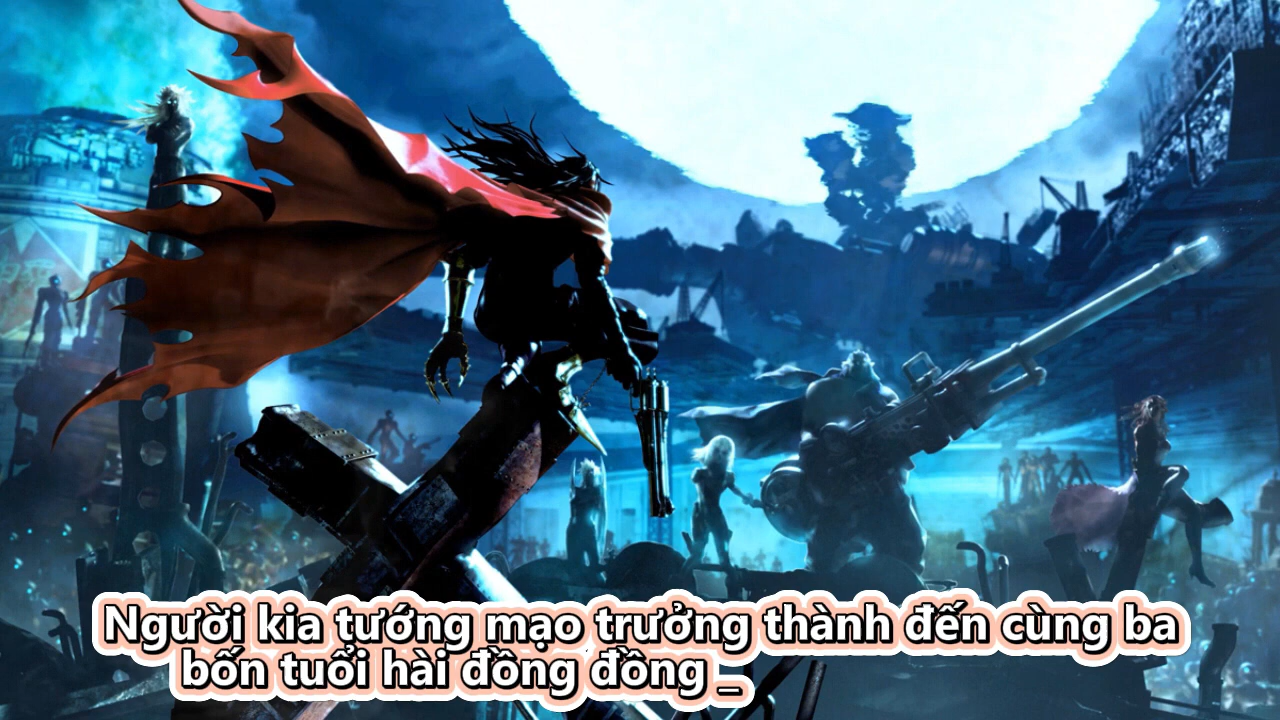 Người kia tướng mạo trưởng thành đến cùng ba
bốn tuổi hài đồng đồng _